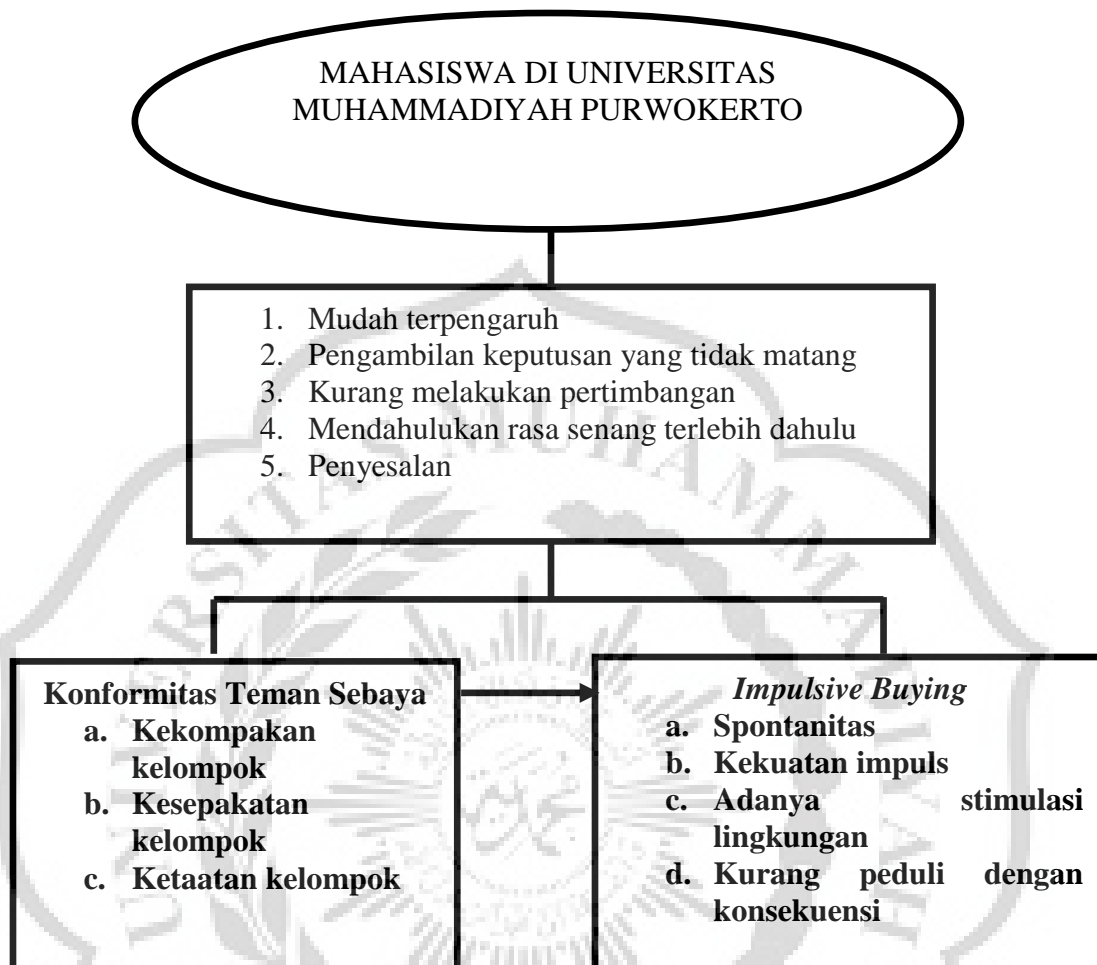 MAHASISWA DI UNIVERSITAS
MUHAMMADIYAH PURWOKERTO
1. Mudah terpengaruh
2. Pengambilan keputusan yang tidak matang
3. Kurang melakukan pertimbangan
4. Mendahulukan rasa senang terlebih dahulu
5. Penyesalan
Konformitas Teman Sebaya
a. Kekompakan
kelompok
b. Kesepakatan
kelompok
c. Ketaatan kelompok
Impulsive Buying
a. Spontanitas
b. Kekuatan impuls
c. Adanya stimulasi
lingkungan
d. Kurang peduli dengan
konsekuensi